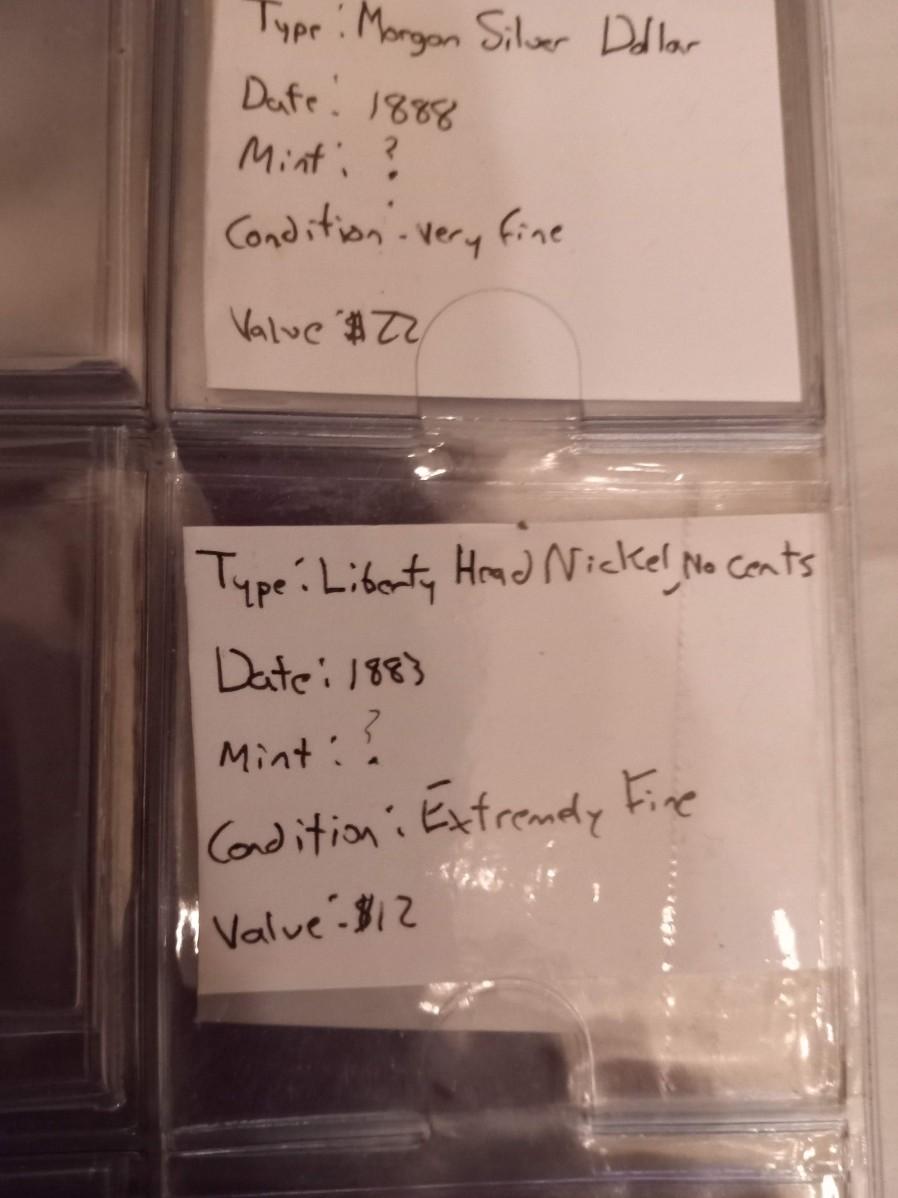 Type: Morgan Silver Dollar
Date: 1888
Mint: ?
Condition: very fine
Value: $22
Type: Liberty Head Nickel, No cents
Date: 1883
Mint: ?
Condition: Extremely Fine
Value: $12